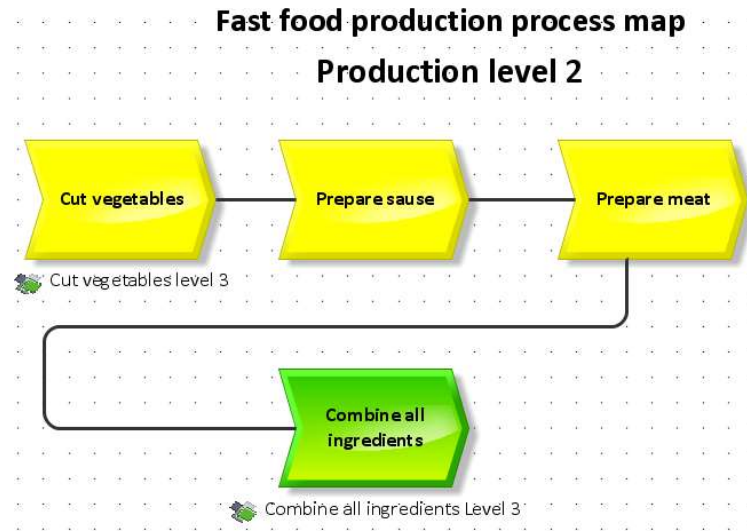 Fast food production process map
Production level 2
Cut vegetables
Prepare sause
Prepare meat
Cut vegetables level 3
Combine all
ingredients
Combine all ingredients Level 3